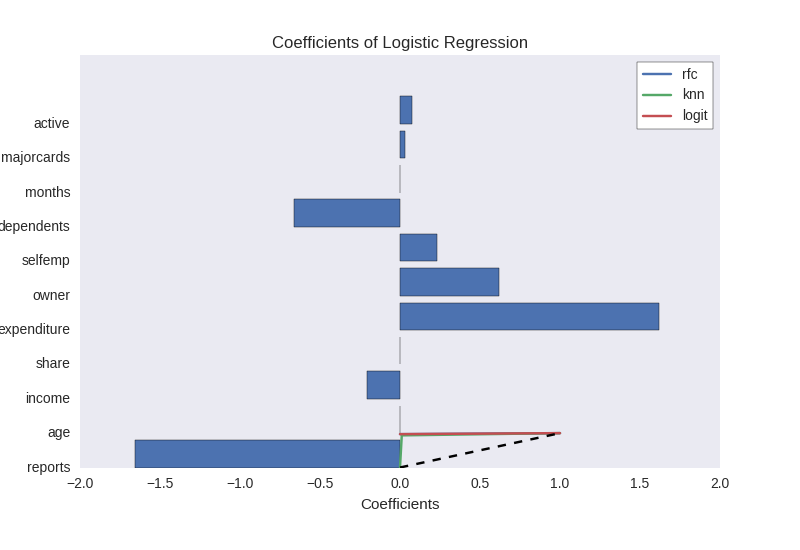 Coefficients of Logistic Regression
rfc
knn
logit
active
majorcards
months
dependents
selfemp
owner
expenditure
share
income
age
reports
−2.0 −1.5 −1.0 −0.5 0.0 0.5 1.0 1.5 2.0
Coefficients